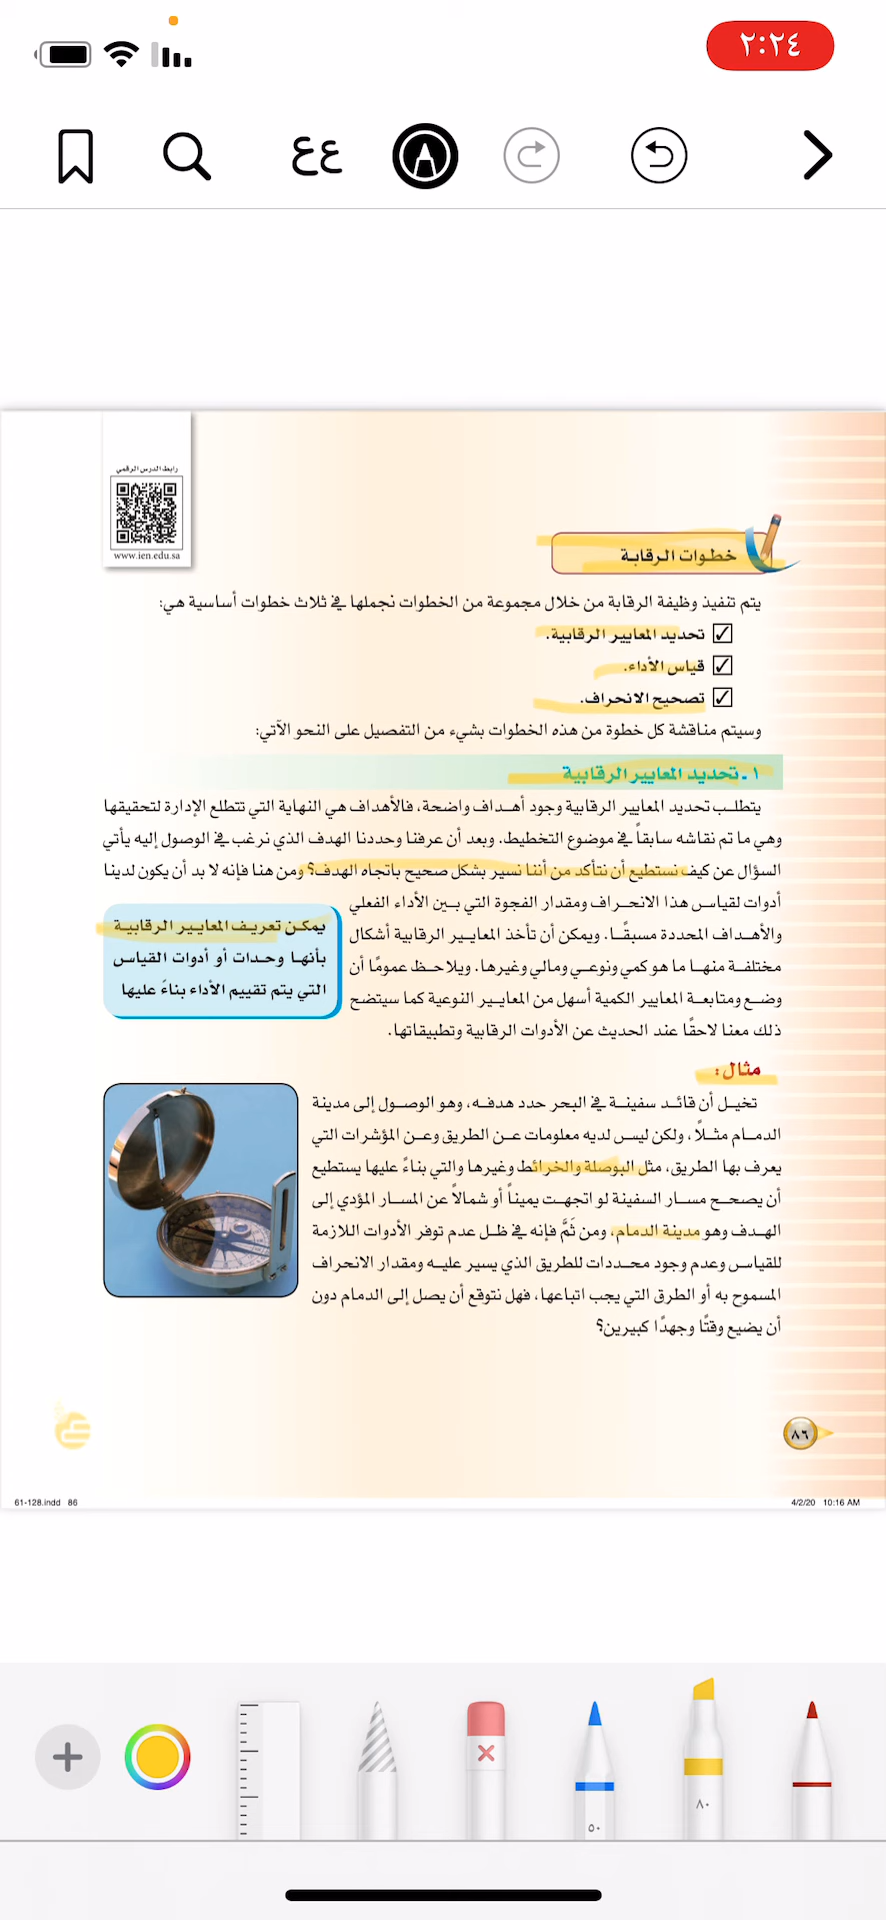 ٢:٢٤
عع
رابط الدرس الرقمي
www.ien.edu.sa
خطوات الرقابة
يتم تنفيذ وظيفة الرقابة من خلال مجموعة من الخطوات نجملها في ثلاث خطوات أساسية هي:
تحديد المعايير الرقابية.
قياس الأداء.
تصحيح الانحراف.
وسيتم مناقشة كل خطوة من هذه الخطوات بشيء من التفصيل على النحو الآتي:
١ ـ تحديد المعايير الرقابية
يتطلب تحديد المعايير الرقابية وجود أهداف واضحة، فالأهداف هي النهاية التي تتطلع الإدارة لتحقيقها
وهي ما تم نقاشه سابقاً في موضوع التخطيط. وبعد أن عرفنا وحددنا الهدف الذي نرغب في الوصول إليه يأتي
السؤال عن كيف نستطيع أن نتأكد من أننا نسير بشكل صحيح باتجاه الهدف؟ ومن هنا فإنه لا بد أن يكون لدينا
أدوات لقياس هذا الانحراف ومقدار الفجوة التي بين الأداء الفعلي
والأهداف المحددة مسبقًا. ويمكن أن تأخذ المعايير الرقابية أشكال
مختلفة منها ما هو كمي ونوعي ومالي وغيرها. ويلاحظ عمومًا أن
وضع ومتابعة المعايير الكمية أسهل من المعايير النوعية كما سيتضح
ذلك معنا لاحقًا عند الحديث عن الأدوات الرقابية وتطبيقاتها.
يمكن تعريف المعايير الرقابية
بأنها وحدات أو أدوات القياس
التي يتم تقييم الأداء بناءً عليها
مثال:
تخيل أن قائد سفينة في البحر حدد هدفه، وهو الوصول إلى مدينة
الدمام مثلاً، ولكن ليس لديه معلومات عن الطريق وعن المؤشرات التي
يعرف بها الطريق، مثل البوصلة والخرائط وغيرها والتي بناءً عليها يستطيع
أن يصحح مسار السفينة لو اتجهت يميناً أو شمالاً عن المسار المؤدي إلى
الهدف وهو مدينة الدمام، ومن ثَمَّ فإنه في ظل عدم توفر الأدوات اللازمة
للقياس وعدم وجود محددات للطريق الذي يسير عليه ومقدار الانحراف
المسموح به أو الطرق التي يجب اتباعها، فهل نتوقع أن يصل إلى الدمام دون
أن يضيع وقتًا وجهدًا كبيرين؟
٨٦
61-128.indd 86
4/2/20 10:16 AM
٥٠
٨٠